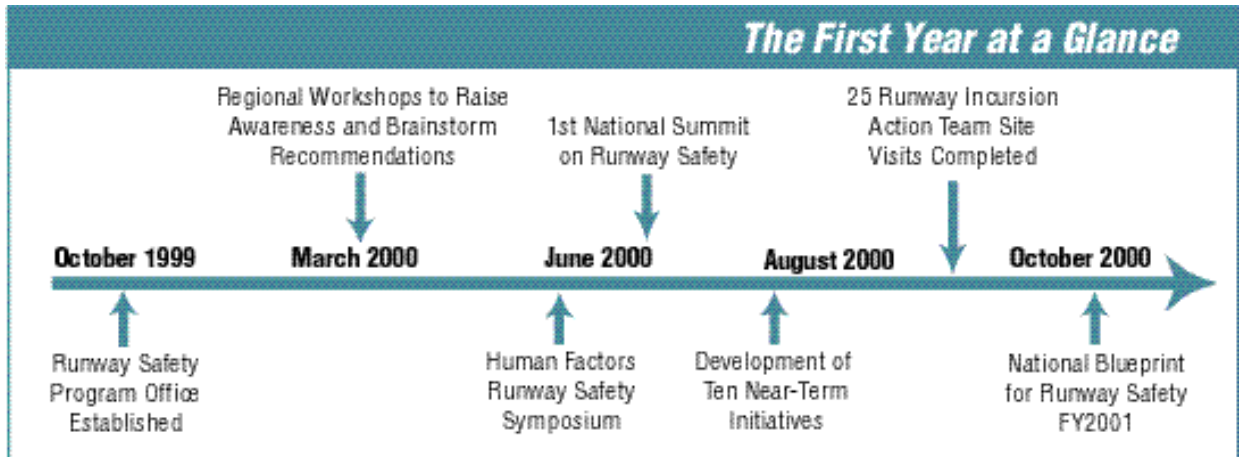 The First Year at a Glance
Regional Workshops to Raise
Awareness and Brainstorm
Recommendations
1st National Summit
on Runway Safety
25 Runway Incursion
Action Team Site
Visits Completed
October 1999
March 2000
June 2000
August 2000
October 2000
Runway Safety
Program Office
Established
Human Factors
Runway Safety
Symposium
Development of
Ten Near-Term
Initiatives
National Blueprint
for Runway Safety
FY2001